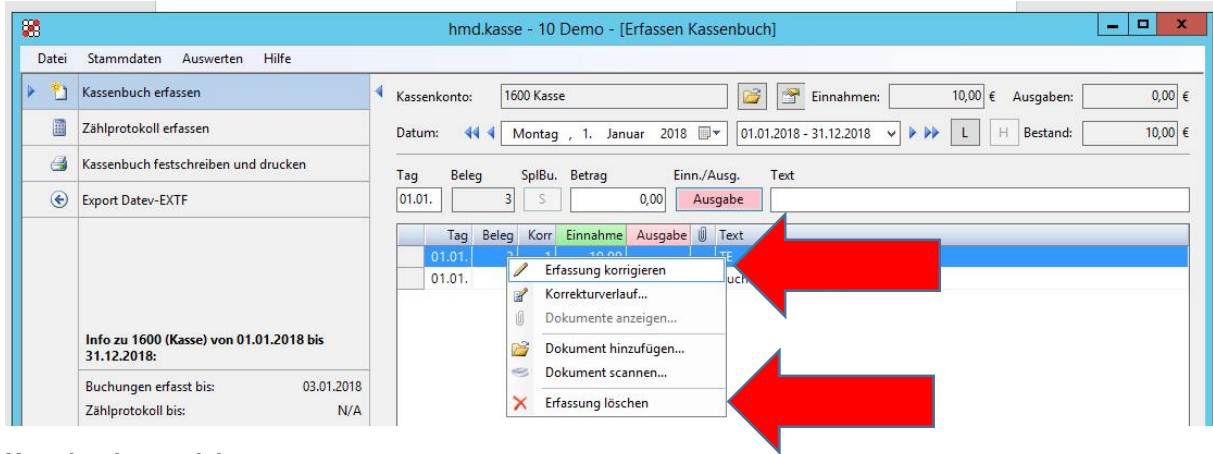 hmd.kasse - 10 Demo - [Erfassen Kassenbuch]
Datei Stammdaten Auswerten Hilfe
Kassenbuch erfassen
Zählprotokoll erfassen
Kassenbuch festschreiben und drucken
Export Datev-EXTF
Info zu 1600 (Kasse) von 01.01.2018 bis
31.12.2018:
Buchungen erfasst bis: 03.01.2018
Zählprotokoll bis: N/A
Kassenkonto: 1600 Kasse Einnahmen: 10,00 € Ausgaben: 0,00 €
Datum: Montag , 1. Januar 2018 01.01.2018 - 31.12.2018 L H Bestand: 10,00 €
Tag Beleg SplBu. Betrag Einn./Ausg. Text
01.01. 3 S 0,00 Ausgabe
Tag Beleg Korr Einnahme Ausgabe Text
01.01. 2 1 10,00 TE
01.01.
Erfassung korrigieren
Korrekturverlauf...
Dokumente anzeigen...
Dokument hinzufügen...
Dokument scannen...
Erfassung löschen